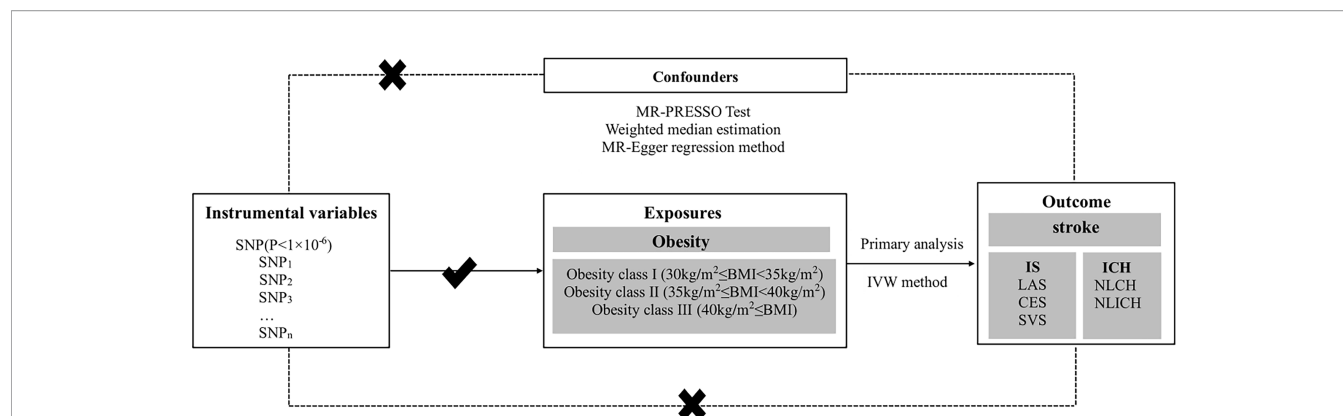 Confounders
MR-PRESSO Test
Weighted median estimation
MR-Egger regression method
Instrumental variables
SNP(P<1×10⁻⁶)
SNP₁
SNP₂
SNP₃
...
SNPₙ
Exposures
Obesity
Obesity class I (30kg/m²≤BMI<35kg/m²)
Obesity class II (35kg/m²≤BMI<40kg/m²)
Obesity class III (40kg/m²≤BMI)
Primary analysis
IVW method
Outcome
stroke
IS
LAS
CES
SVS
ICH
NLCH
NLICH